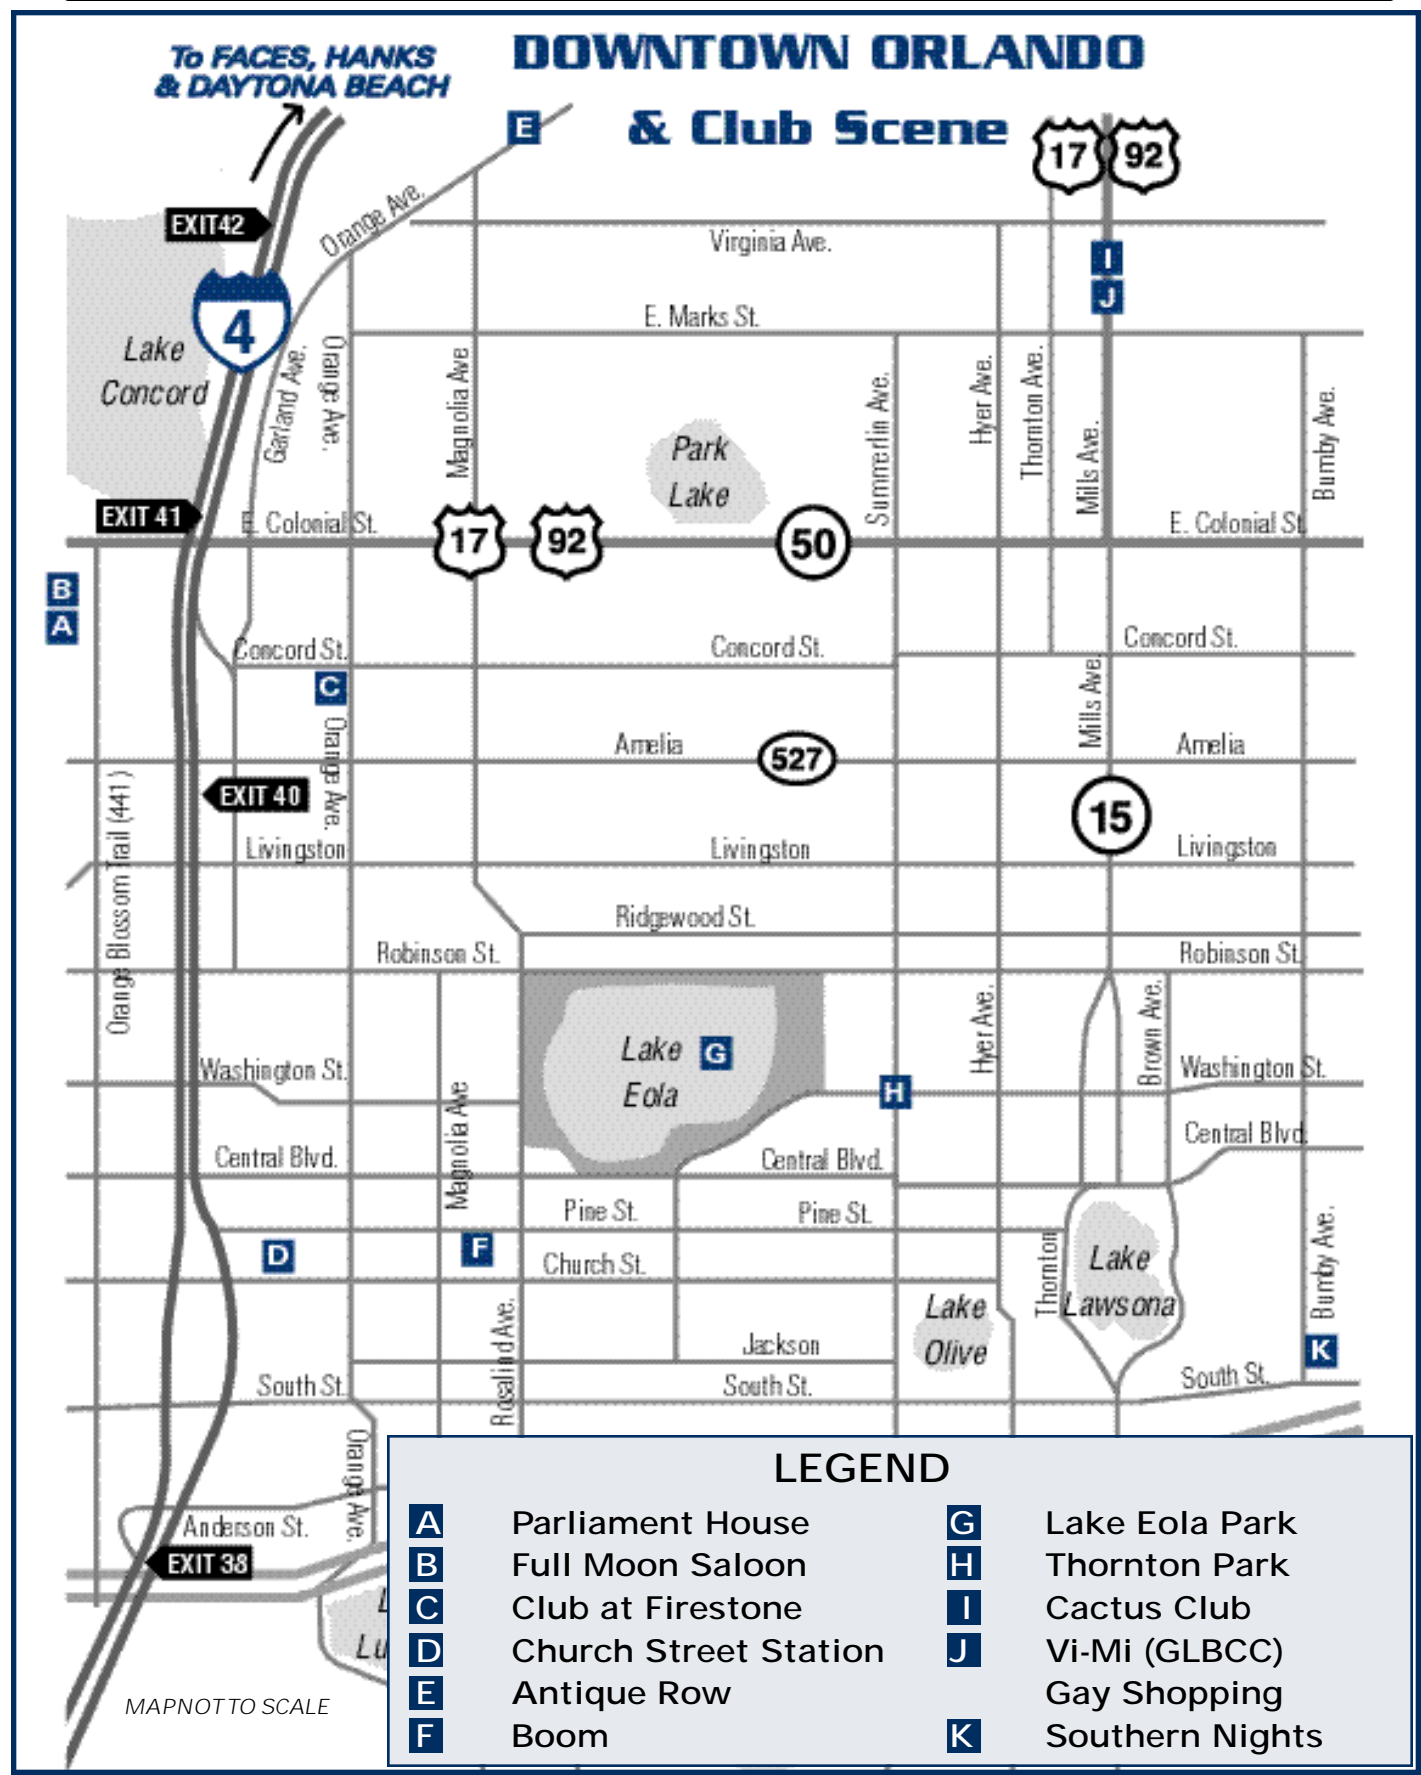 To FACES, HANKS
& DAYTONA BEACH
DOWNTOWN ORLANDO
& Club Scene
E
17
92
EXIT42
Orange Ave.
Virginia Ave.
I
J
4
E. Marks St.
Lake
Concord
Garland Ave.
Orange Ave.
Magnolia Ave
Park
Lake
Summerlin Ave.
Hyer Ave.
Thornton Ave.
Mills Ave.
Bumby Ave.
EXIT 41
E. Colonial St.
17
92
50
E. Colonial St.
B
A
Concord St.
Concord St.
Concord St.
C
Orange Ave.
Mills Ave.
Amelia
527
Amelia
EXIT 40
15
Orange Blossom Trail (441)
Livingston
Livingston
Livingston
Ridgewood St.
Robinson St.
Robinson St.
Lake
Eola
G
Hyer Ave.
Brown Ave.
Washington St.
Washington St.
H
Magnolia Ave
Central Blvd.
Central Blvd.
Central Blvd.
Pine St.
Pine St.
D
F
Church St.
Thornton
Lake
Lawsona
Bumby Ave.
Rosalind Ave.
Lake
Olive
Jackson
K
South St.
South St.
South St.
Orange Ave.
Anderson St.
EXIT 38
L
Lu
MAPNOTTO SCALE
LEGEND
A Parliament House
B Full Moon Saloon
C Club at Firestone
D Church Street Station
E Antique Row
F Boom
G Lake Eola Park
H Thornton Park
I Cactus Club
J Vi-Mi (GLBCC)
Gay Shopping
K Southern Nights